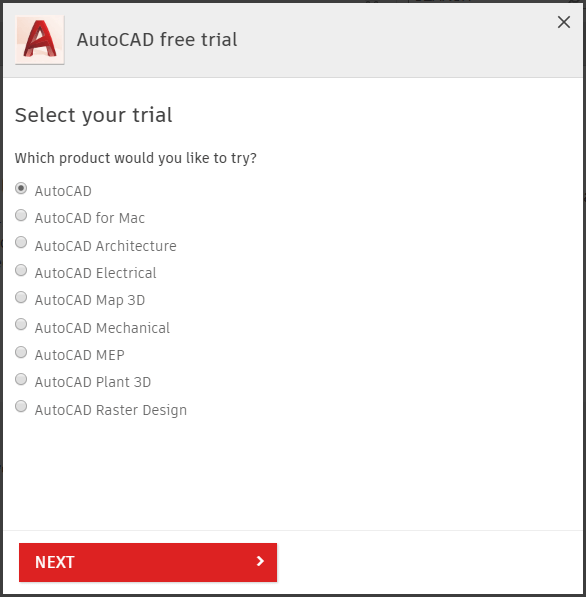 AutoCAD free trial
Select your trial
Which product would you like to try?
AutoCAD
AutoCAD for Mac
AutoCAD Architecture
AutoCAD Electrical
AutoCAD Map 3D
AutoCAD Mechanical
AutoCAD MEP
AutoCAD Plant 3D
AutoCAD Raster Design
NEXT